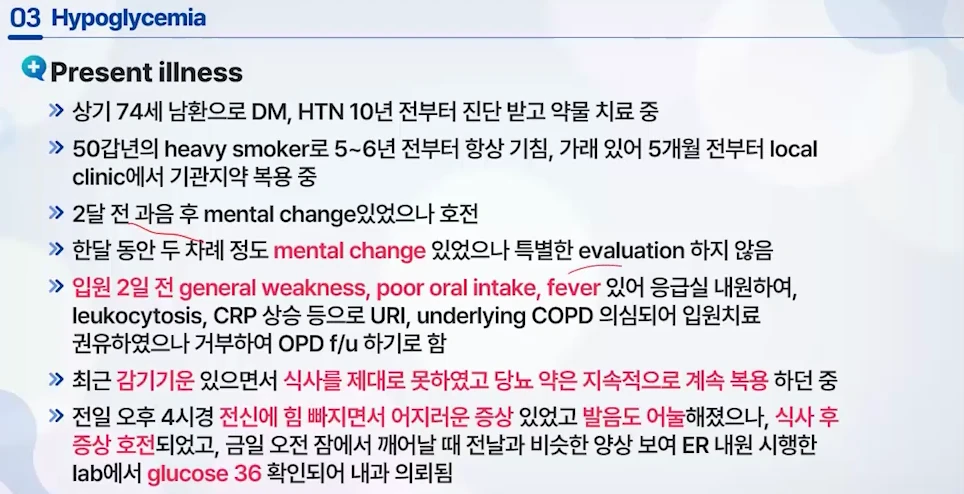 03 Hypoglycemia
Present illness
상기 74세 남환으로 DM, HTN 10년 전부터 진단 받고 약물 치료 중
50갑년의 heavy smoker로 5~6년 전부터 항상 기침, 가래 있어 5개월 전부터 local
clinic에서 기관지약 복용 중
2달 전 과음 후 mental change있었으나 호전
한달 동안 두 차례 정도 mental change 있었으나 특별한 evaluation 하지 않음
입원 2일 전 general weakness, poor oral intake, fever 있어 응급실 내원하여,
leukocytosis, CRP 상승 등으로 URI, underlying COPD 의심되어 입원치료
권유하였으나 거부하여 OPD f/u 하기로 함
최근 감기기운 있으면서 식사를 제대로 못하였고 당뇨 약은 지속적으로 계속 복용 하던 중
전일 오후 4시경 전신에 힘 빠지면서 어지러운 증상 있었고 발음도 어눌해졌으나, 식사 후
증상 호전되었고, 금일 오전 잠에서 깨어날 때 전날과 비슷한 양상 보여 ER 내원 시행한
lab에서 glucose 36 확인되어 내과 의뢰됨